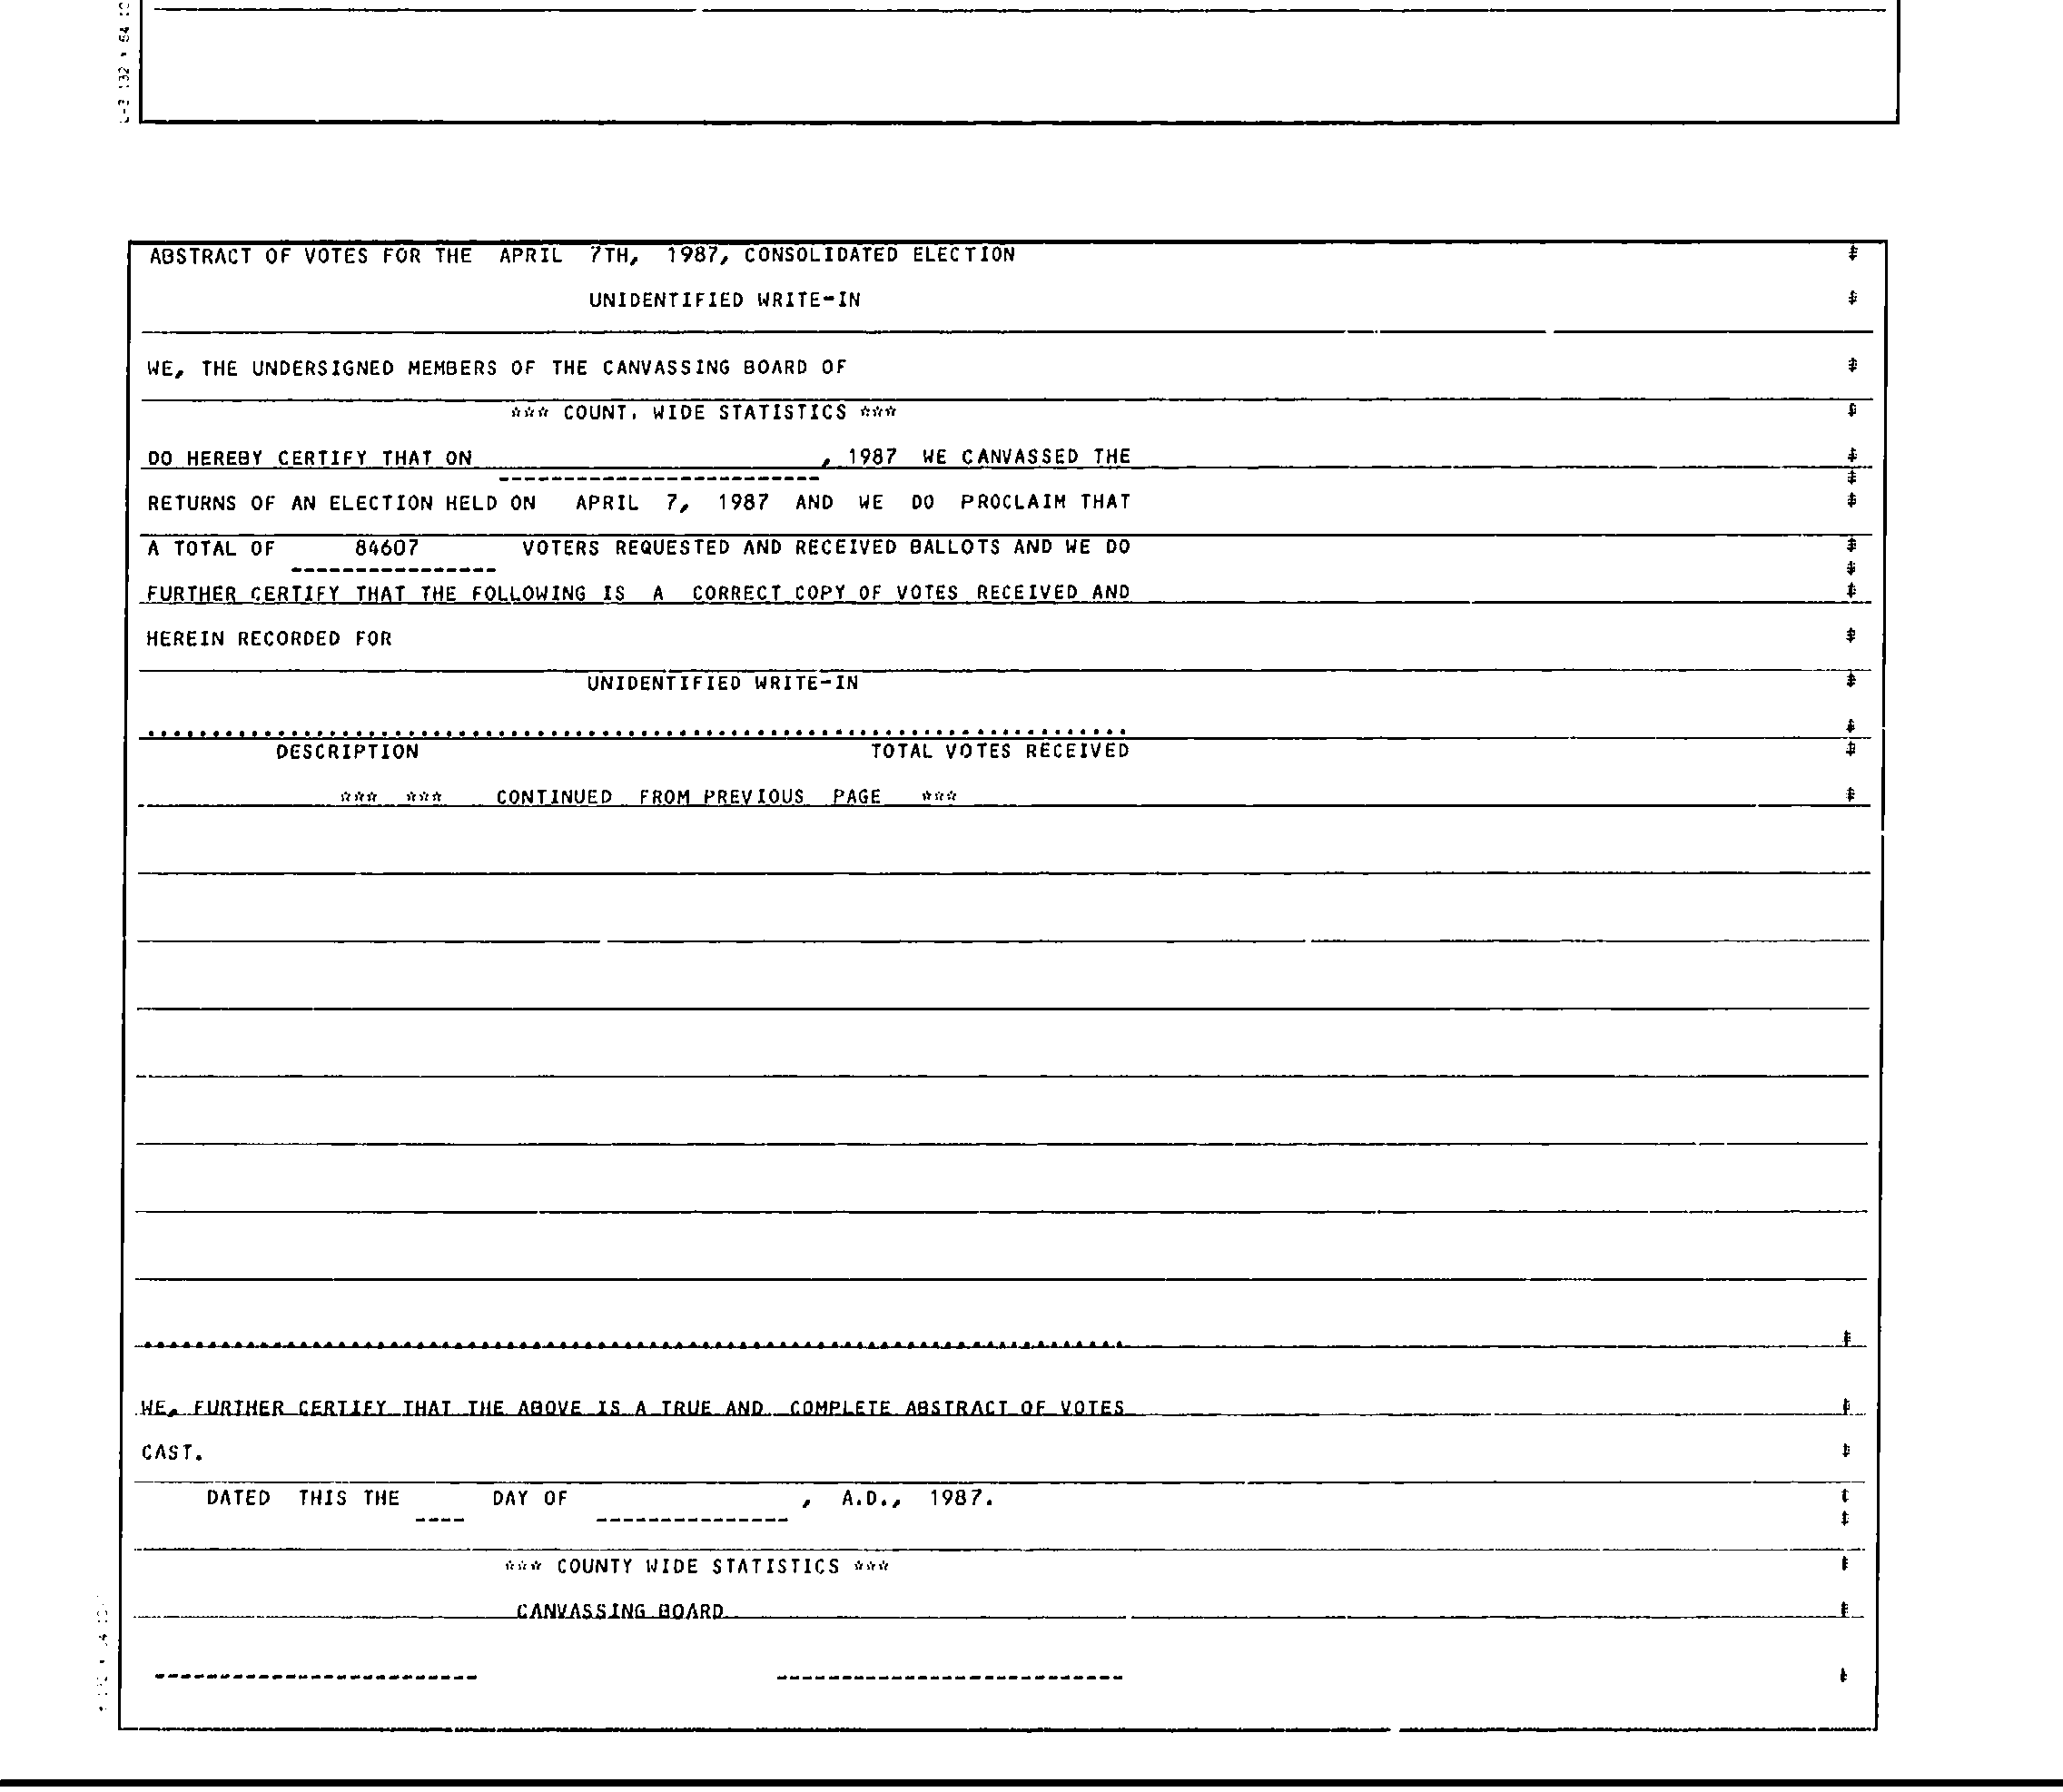 ABSTRACT OF VOTES FOR THE APRIL 7TH, 1987, CONSOLIDATED ELECTION
UNIDENTIFIED WRITE-IN
WE, THE UNDERSIGNED MEMBERS OF THE CANVASSING BOARD OF
*** COUNT. WIDE STATISTICS ***
DO HEREBY CERTIFY THAT ON , 1987 WE CANVASSED THE
RETURNS OF AN ELECTION HELD ON APRIL 7, 1987 AND WE DO PROCLAIM THAT
A TOTAL OF 84607 VOTERS REQUESTED AND RECEIVED BALLOTS AND WE DO
FURTHER CERTIFY THAT THE FOLLOWING IS A CORRECT COPY OF VOTES RECEIVED AND
HEREIN RECORDED FOR
UNIDENTIFIED WRITE-IN
DESCRIPTION TOTAL VOTES RECEIVED
*** *** CONTINUED FROM PREVIOUS PAGE ***
WE, FURTHER CERTIFY THAT THE ABOVE IS A TRUE AND COMPLETE ABSTRACT OF VOTES
CAST.
DATED THIS THE ---- DAY OF --------------- , A.D., 1987.
*** COUNTY WIDE STATISTICS ***
CANVASSING BOARD